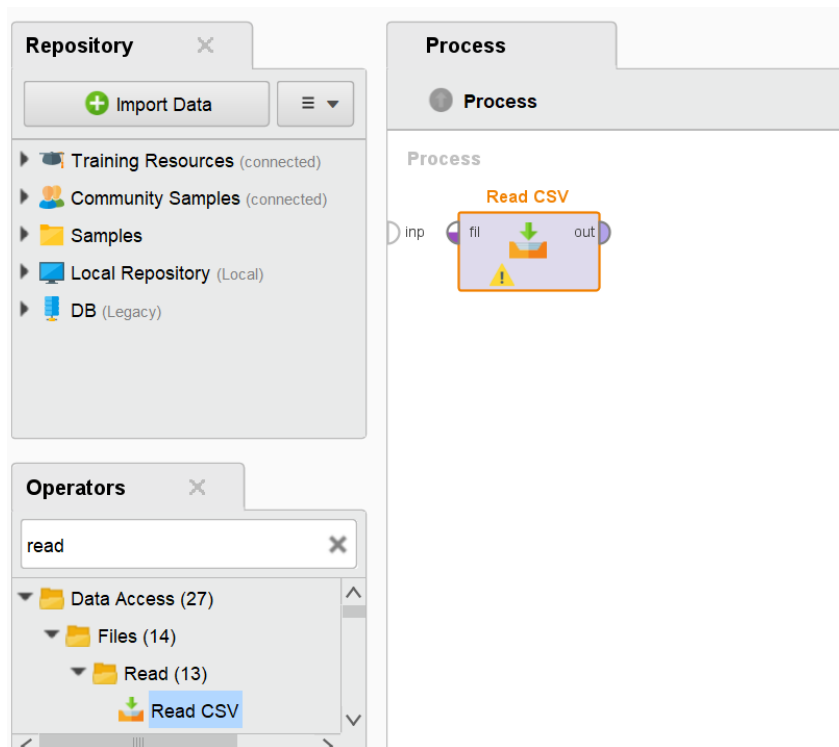 Repository
Import Data
Training Resources (connected)
Community Samples (connected)
Samples
Local Repository (Local)
DB (Legacy)
Operators
read
Data Access (27)
Files (14)
Read (13)
Read CSV
Process
Process
Process
Read CSV
inp fil out